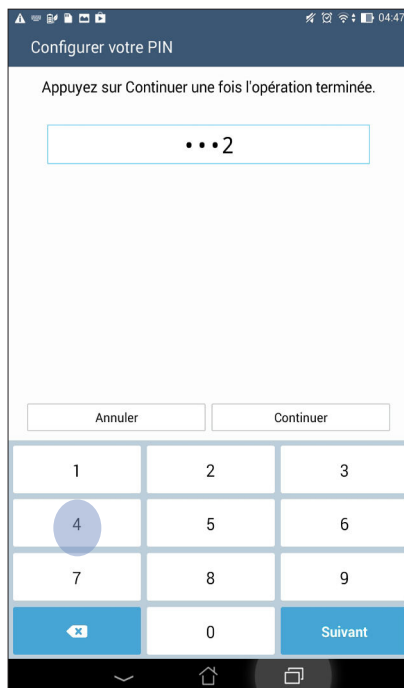 04:47
Configurer votre PIN
Appuyez sur Continuer une fois l'opération terminée.
•••2
Annuler Continuer
1 2 3
4 5 6
7 8 9
0 Suivant